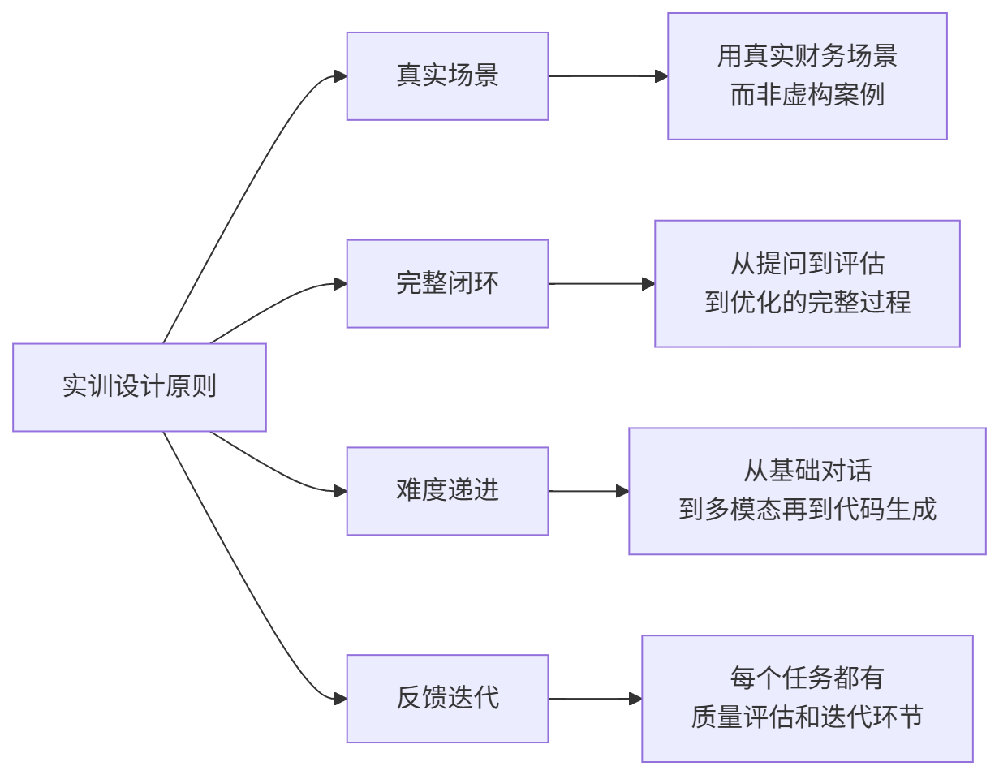 实训设计原则
真实场景
用真实财务场景
而非虚构案例
完整闭环
从提问到评估
到优化的完整过程
难度递进
从基础对话
到多模态再到代码生成
反馈迭代
每个任务都有
质量评估和迭代环节